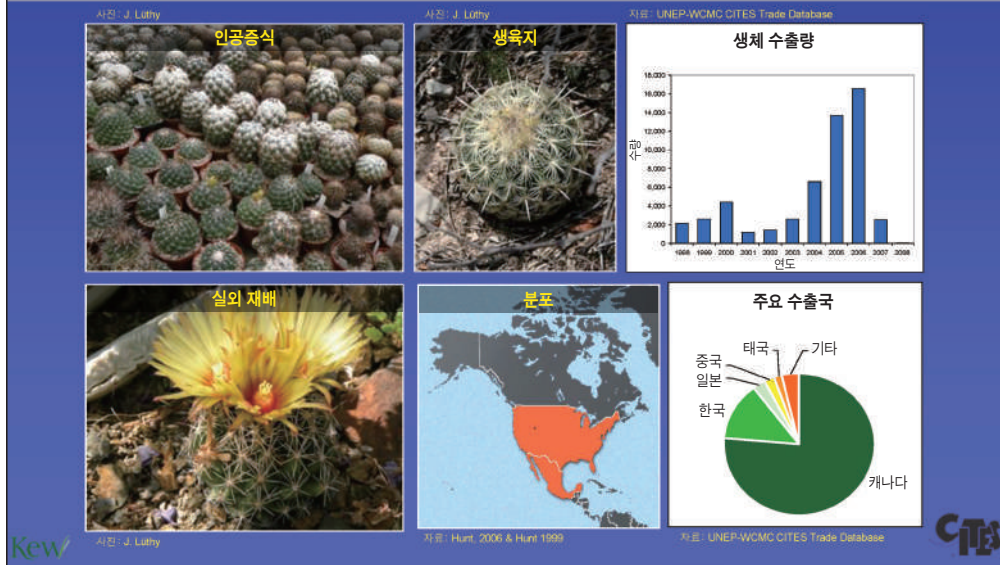 사진: J. Lüthy
사진: J. Lüthy
자료: UNEP-WCMC CITES Trade Database
인공증식
생육지
생체 수출량
18,000
16,000
14,000
12,000
10,000
8,000
6,000
4,000
2,000
0
수량
1998 1999 2000 2001 2002 2003 2004 2005 2006 2007 2008
연도
실외 재배
분포
주요 수출국
태국
기타
중국
일본
한국
캐나다
Kew
사진: J. Lüthy
자료: Hunt, 2006 & Hunt 1999
자료: UNEP-WCMC CITES Trade Database
CITES